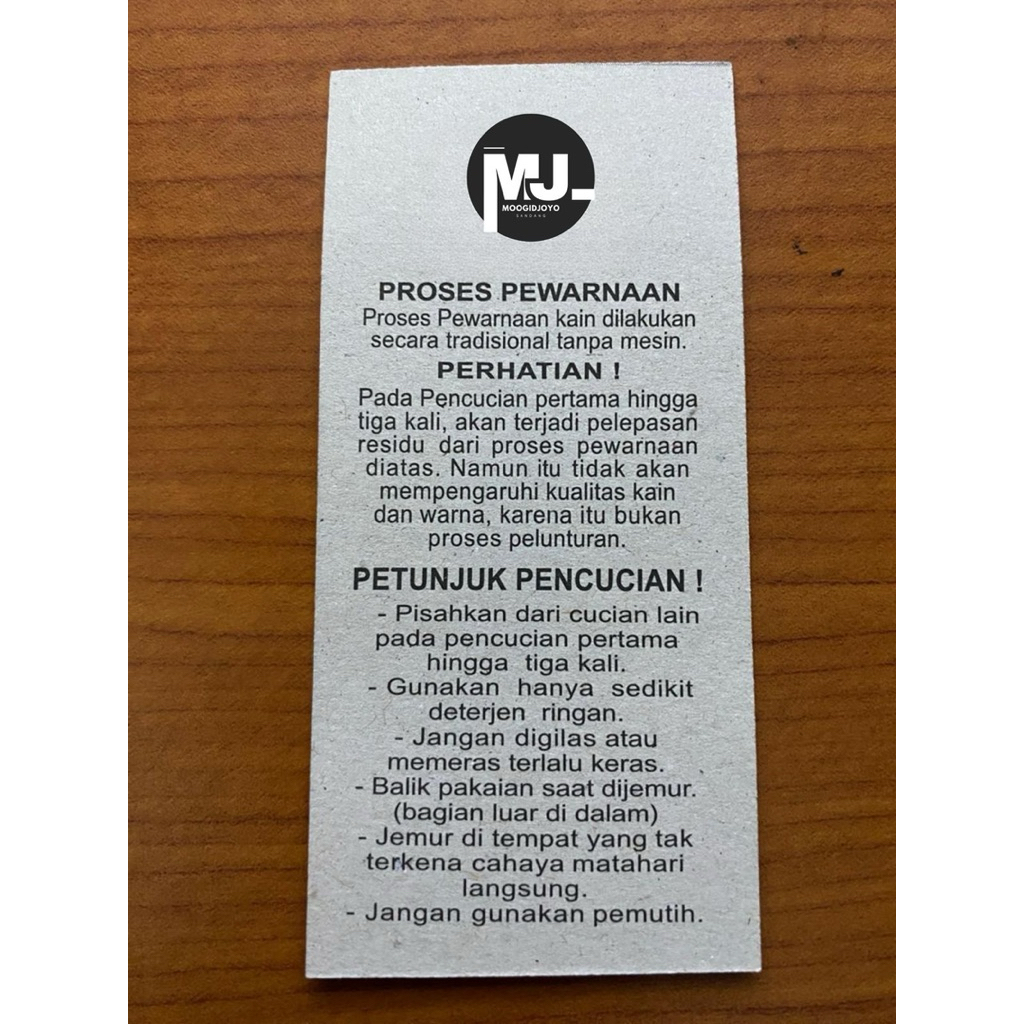 MJ
MOOGIDJOYO
SANDANG
PROSES PEWARNAAN
Proses Pewarnaan kain dilakukan
secara tradisional tanpa mesin.
PERHATIAN !
Pada Pencucian pertama hingga
tiga kali, akan terjadi pelepasan
residu dari proses pewarnaan
diatas. Namun itu tidak akan
mempengaruhi kualitas kain
dan warna, karena itu bukan
proses pelunturan.
PETUNJUK PENCUCIAN !
- Pisahkan dari cucian lain
pada pencucian pertama
hingga tiga kali.
- Gunakan hanya sedikit
deterjen ringan.
- Jangan digilas atau
memeras terlalu keras.
- Balik pakaian saat dijemur.
(bagian luar di dalam)
- Jemur di tempat yang tak
terkena cahaya matahari
langsung.
- Jangan gunakan pemutih.